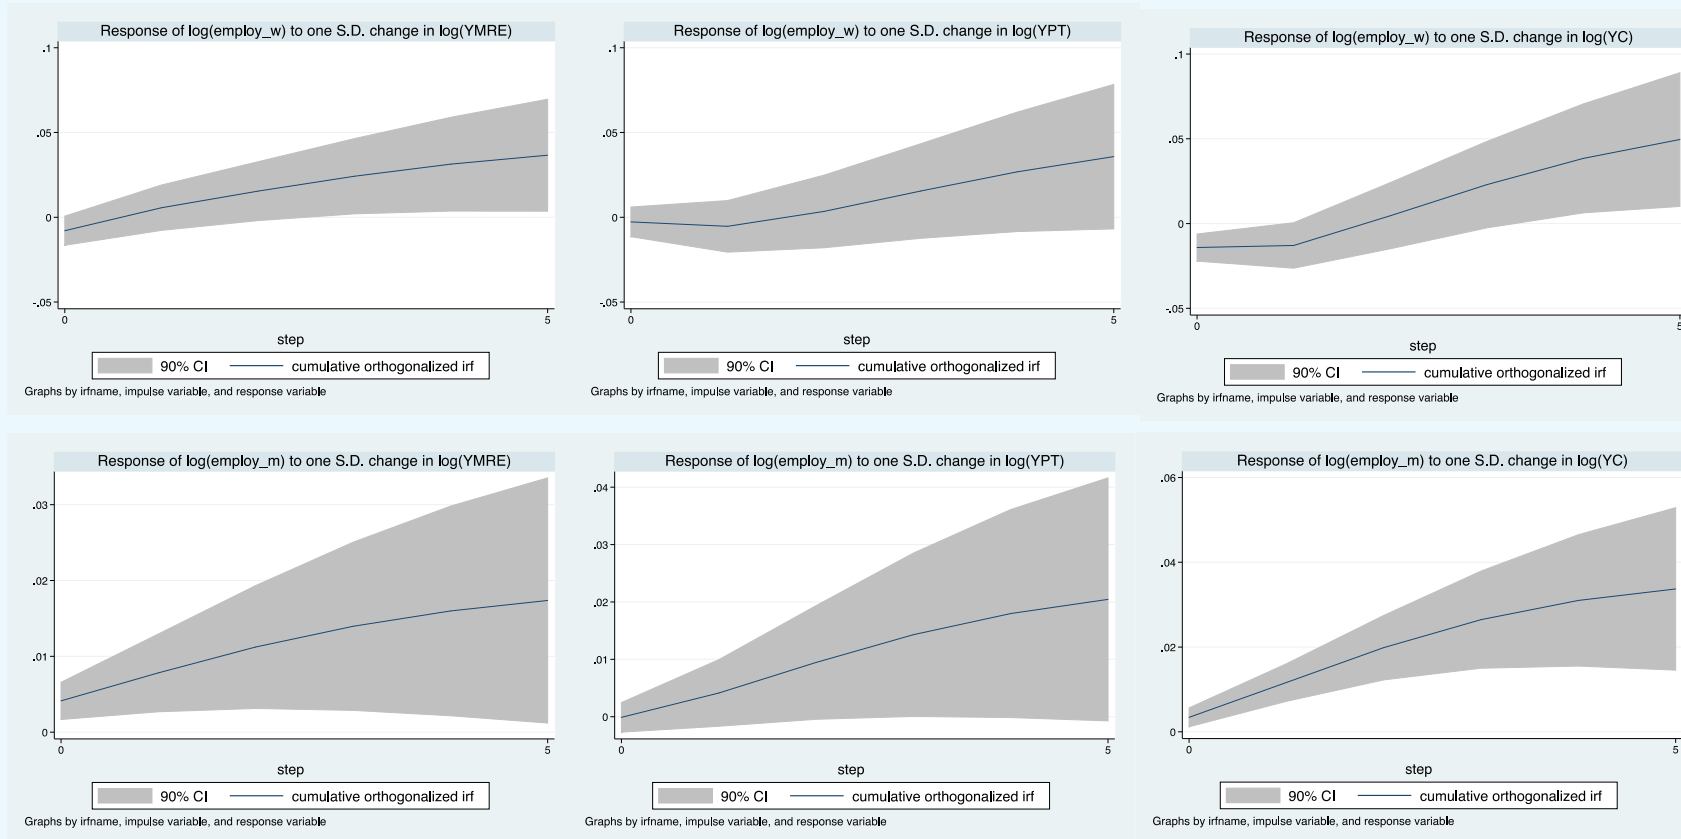 Response of log(employ_w) to one S.D. change in log(YMRE)
.1
.05
0
-.05
0
5
step
90% CI
cumulative orthogonalized irf
Graphs by irfname, impulse variable, and response variable
Response of log(employ_w) to one S.D. change in log(YPT)
.1
.05
0
-.05
0
5
step
90% CI
cumulative orthogonalized irf
Graphs by irfname, impulse variable, and response variable
Response of log(employ_w) to one S.D. change in log(YC)
.1
.05
0
-.05
0
5
step
90% CI
cumulative orthogonalized irf
Graphs by irfname, impulse variable, and response variable
Response of log(employ_m) to one S.D. change in log(YMRE)
.03
.02
.01
0
0
5
step
90% CI
cumulative orthogonalized irf
Graphs by irfname, impulse variable, and response variable
Response of log(employ_m) to one S.D. change in log(YPT)
.04
.03
.02
.01
0
0
5
step
90% CI
cumulative orthogonalized irf
Graphs by irfname, impulse variable, and response variable
Response of log(employ_m) to one S.D. change in log(YC)
.06
.04
.02
0
0
5
step
90% CI
cumulative orthogonalized irf
Graphs by irfname, impulse variable, and response variable